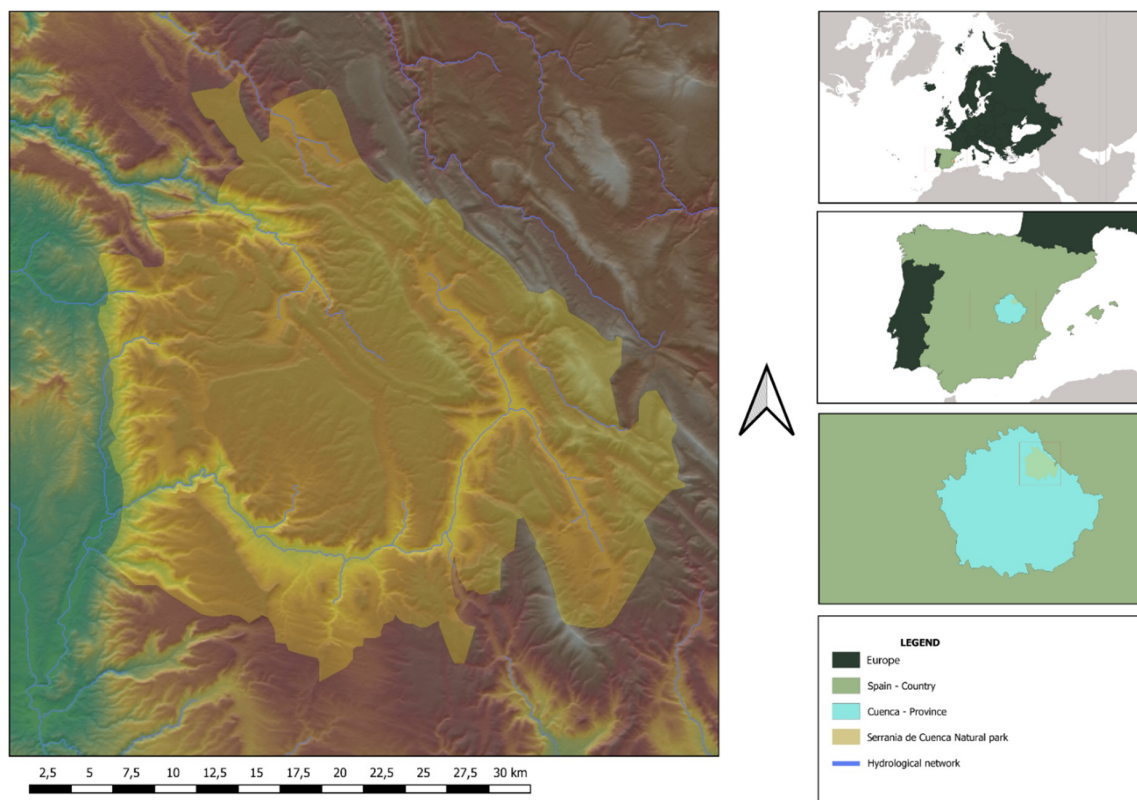 2,5 5 7,5 10 12,5 15 17,5 20 22,5 25 27,5 30 km
LEGEND
Europe
Spain - Country
Cuenca - Province
Serrania de Cuenca Natural park
Hydrological network